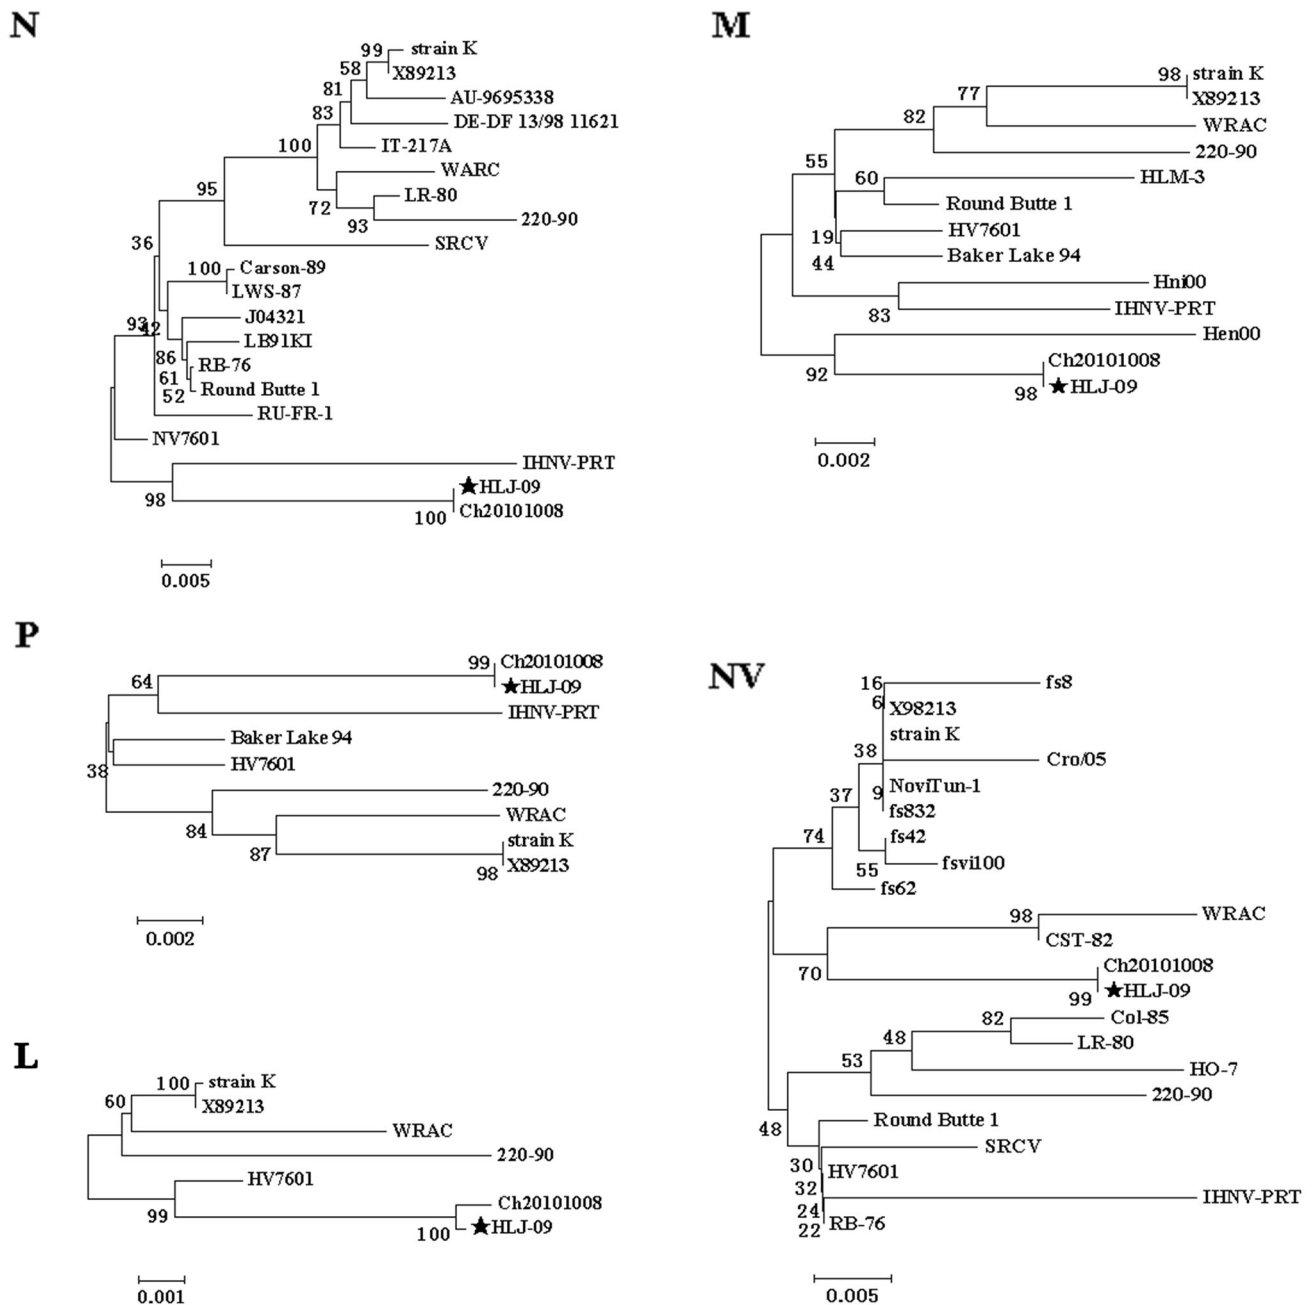 N
99 strain K
X89213
58
81
AU-9695338
83
DE-DF 13/98 11621
100
IT-217A
WARC
95
LR-80
72
93
220-90
36
SRCV
100 Carson-89
LWS-87
93
42
J04321
86
LB91KI
61
RB-76
52
Round Butte 1
RU-FR-1
NV7601
IHNV-PRT
★HLJ-09
98
100
Ch20101008
0.005
M
98 strain K
77
X89213
82
WRAC
220-90
55
60
HLM-3
Round Butte 1
19
HV7601
44
Baker Lake 94
Hni00
83
IHNV-PRT
Hen00
92
Ch20101008
98
★HLJ-09
0.002
P
99 Ch20101008
64
★HLJ-09
IHNV-PRT
Baker Lake 94
38
HV7601
220-90
84
WRAC
87
strain K
98
X89213
0.002
NV
16
fs8
6
X98213
strain K
38
Cro/05
37
9
NoviTun-1
fs832
74
fs42
55
fsvi100
fs62
98
WRAC
CST-82
70
Ch20101008
99
★HLJ-09
82
Col-85
48
LR-80
53
HO-7
220-90
48
Round Butte 1
SRCV
30
HV7601
32
IHNV-PRT
24
22
RB-76
0.005
L
100 strain K
60
X89213
WRAC
220-90
HV7601
99
Ch20101008
100
★HLJ-09
0.001